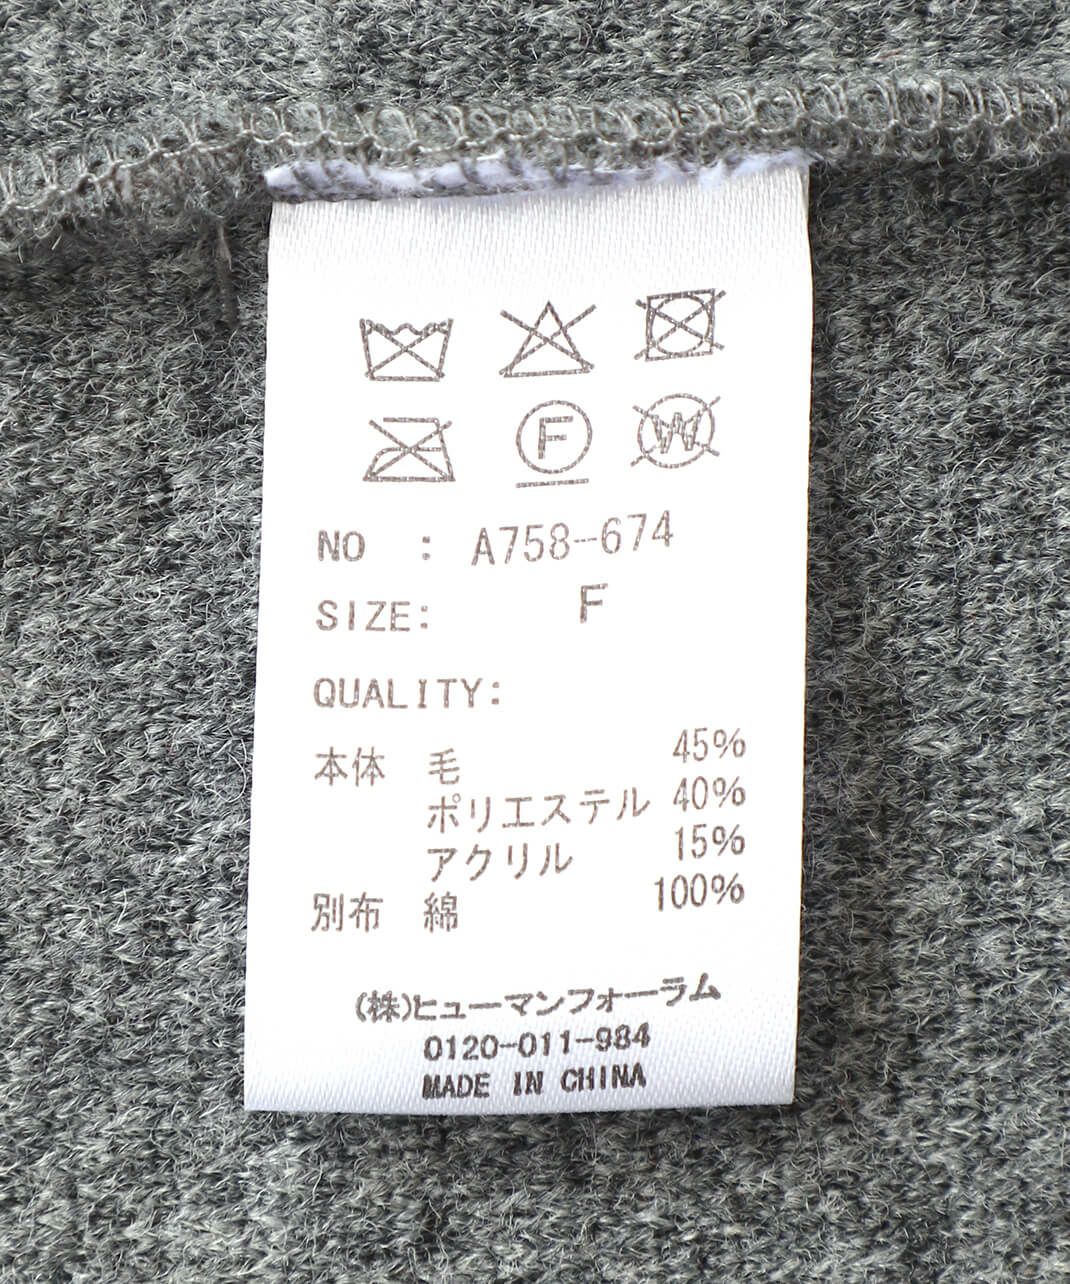 F W
NO : A758-674
SIZE: F
QUALITY:
本体 毛 45%
ポリエステル 40%
アクリル 15%
別布 綿 100%
(株)ヒューマンフォーラム
0120-011-984
MADE IN CHINA